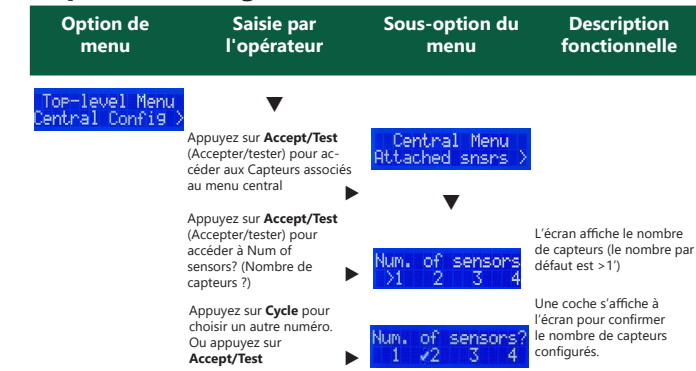 Option de
menu
Saisie par
l'opérateur
Sous-option du
menu
Description
fonctionnelle
Top-level Menu
Central Config >
Appuyez sur Accept/Test
(Accepter/tester) pour ac-
céder aux Capteurs associés
au menu central
Central Menu
Attached snsrs >
Appuyez sur Accept/Test
(Accepter/tester) pour
accéder à Num of
sensors? (Nombre de
capteurs ?)
Num. of sensors
>1 2 3 4
L'écran affiche le nombre
de capteurs (le nombre par
défaut est >1')
Appuyez sur Cycle pour
choisir un autre numéro.
Ou appuyez sur
Accept/Test
Num. of sensors?
1 ✓2 3 4
Une coche s'affiche à
l'écran pour confirmer
le nombre de capteurs
configurés.